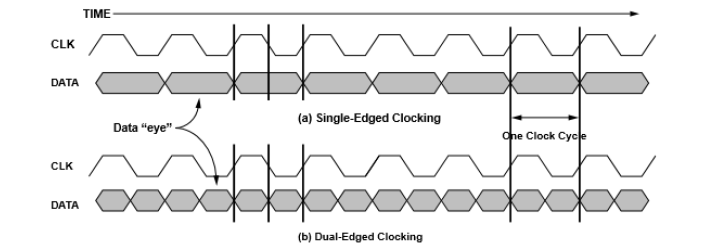 TIME
CLK
DATA
(a) Single-Edged Clocking
Data “eye”
One Clock Cycle
CLK
DATA
(b) Dual-Edged Clocking